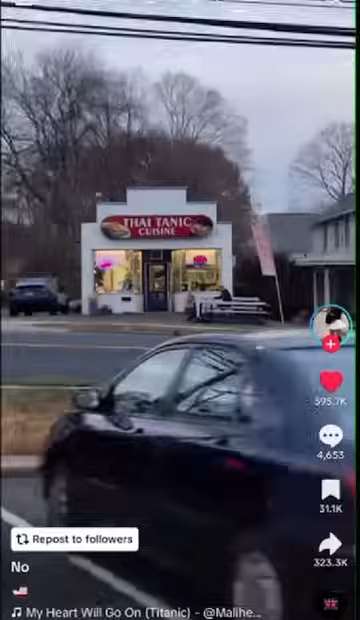 THAI TANIC
CUISINE
595.7K
4,653
31.1K
323.3K
Repost to followers
No
My Heart Will Go On (Titanic) - @Malihe...